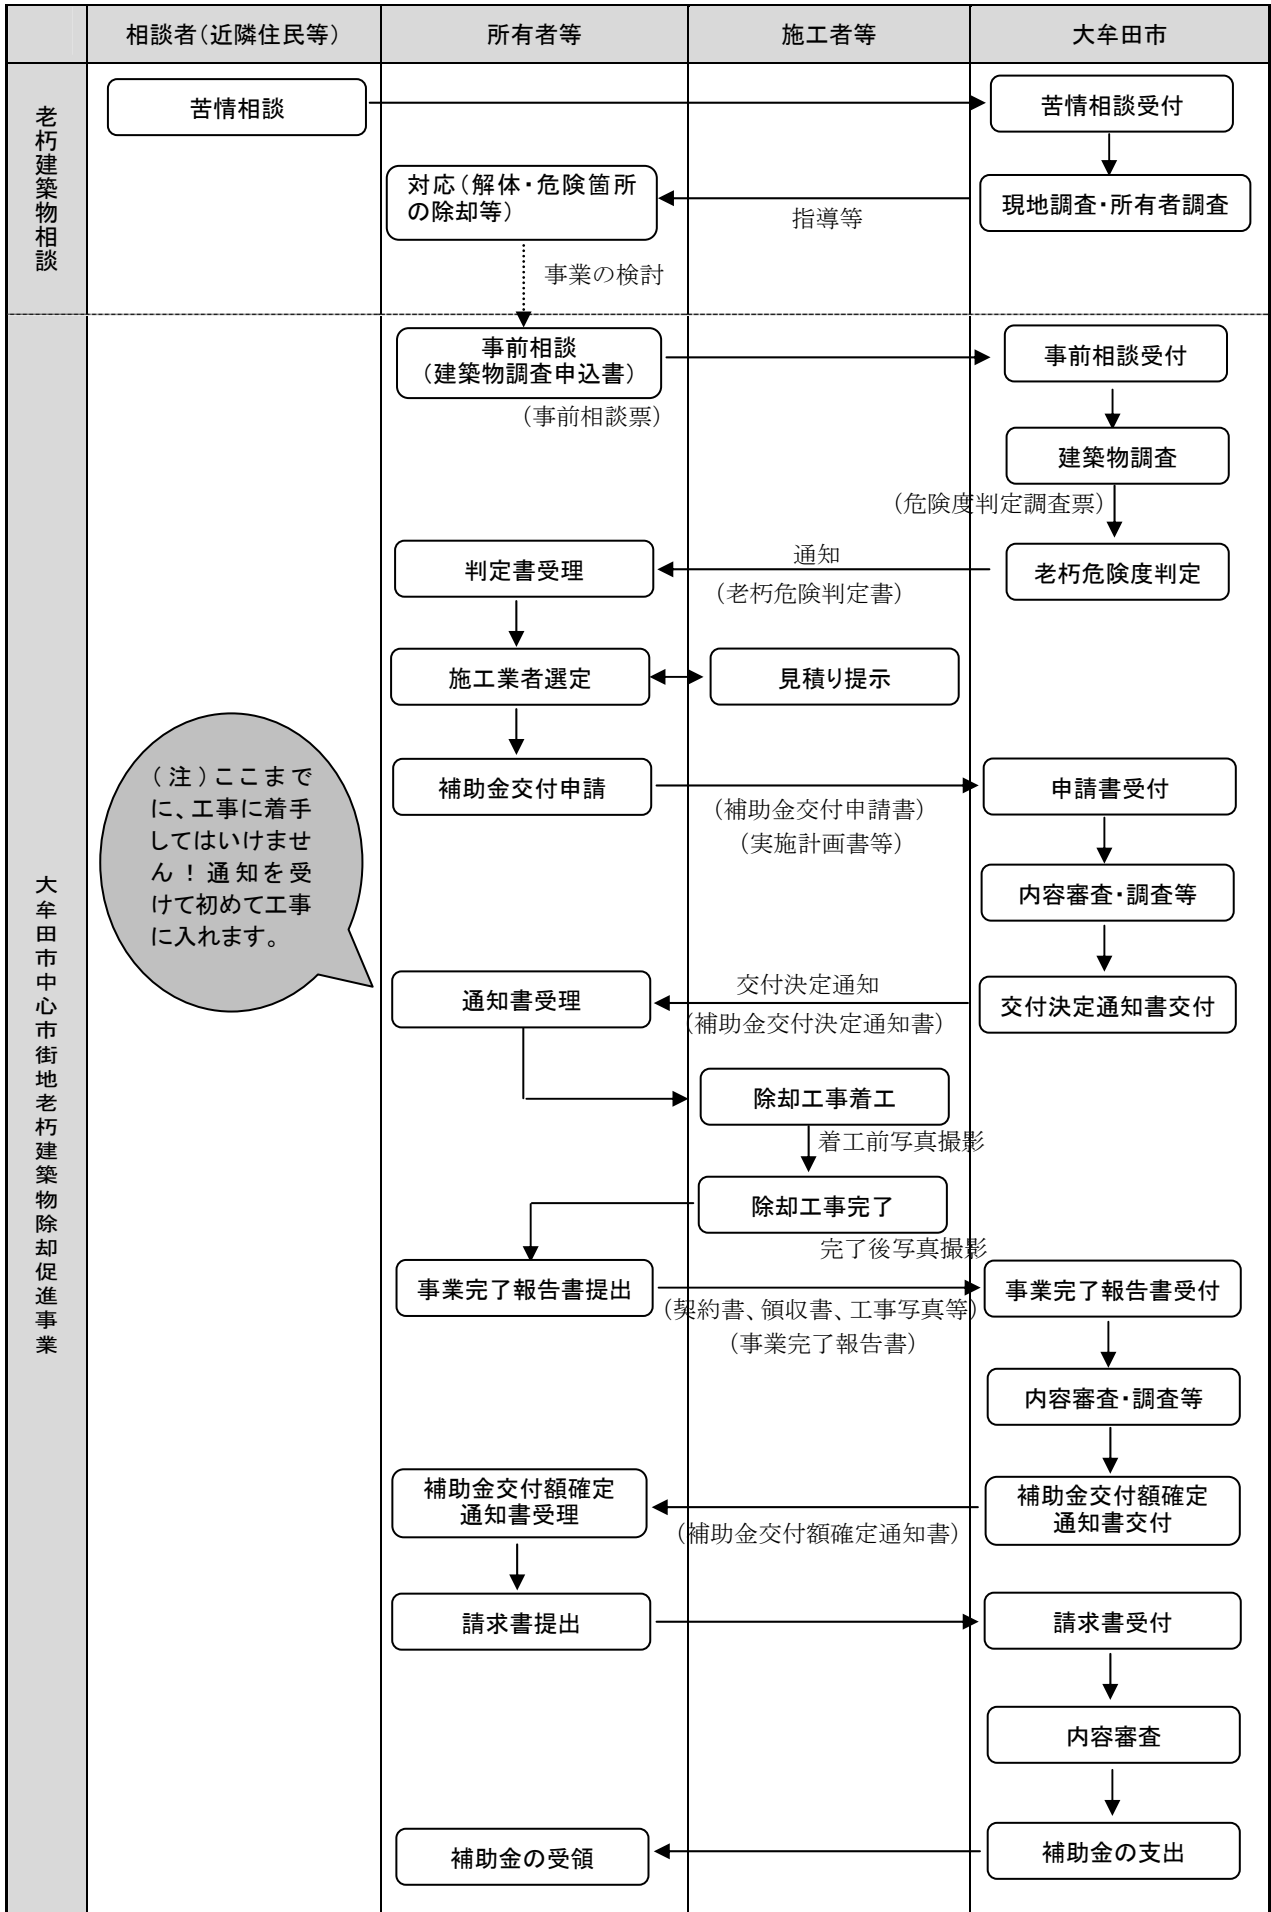 相談者（近隣住民等）
所有者等
施工者等
大牟田市
老朽建築物相談
苦情相談
苦情相談受付
対応（解体・危険箇所
の除却等）
指導等
現地調査・所有者調査
事業の検討
大牟田市中心市街地老朽建築物除却促進事業
事前相談
（建築物調査申込書）
（事前相談票）
事前相談受付
建築物調査
（危険度判定調査票）
判定書受理
通知
（老朽危険判定書）
老朽危険度判定
施工業者選定
見積り提示
（注）ここまで
に、工事に着手
してはいけませ
ん！通知を受
けて初めて工事
に入れます。
補助金交付申請
（補助金交付申請書）
（実施計画書等）
申請書受付
内容審査・調査等
通知書受理
交付決定通知
（補助金交付決定通知書）
交付決定通知書交付
除却工事着工
着工前写真撮影
除却工事完了
完了後写真撮影
事業完了報告書提出
（契約書、領収書、工事写真等）
（事業完了報告書）
事業完了報告書受付
内容審査・調査等
補助金交付額確定
通知書受理
（補助金交付額確定通知書）
補助金交付額確定
通知書交付
請求書提出
請求書受付
内容審査
補助金の受領
補助金の支出